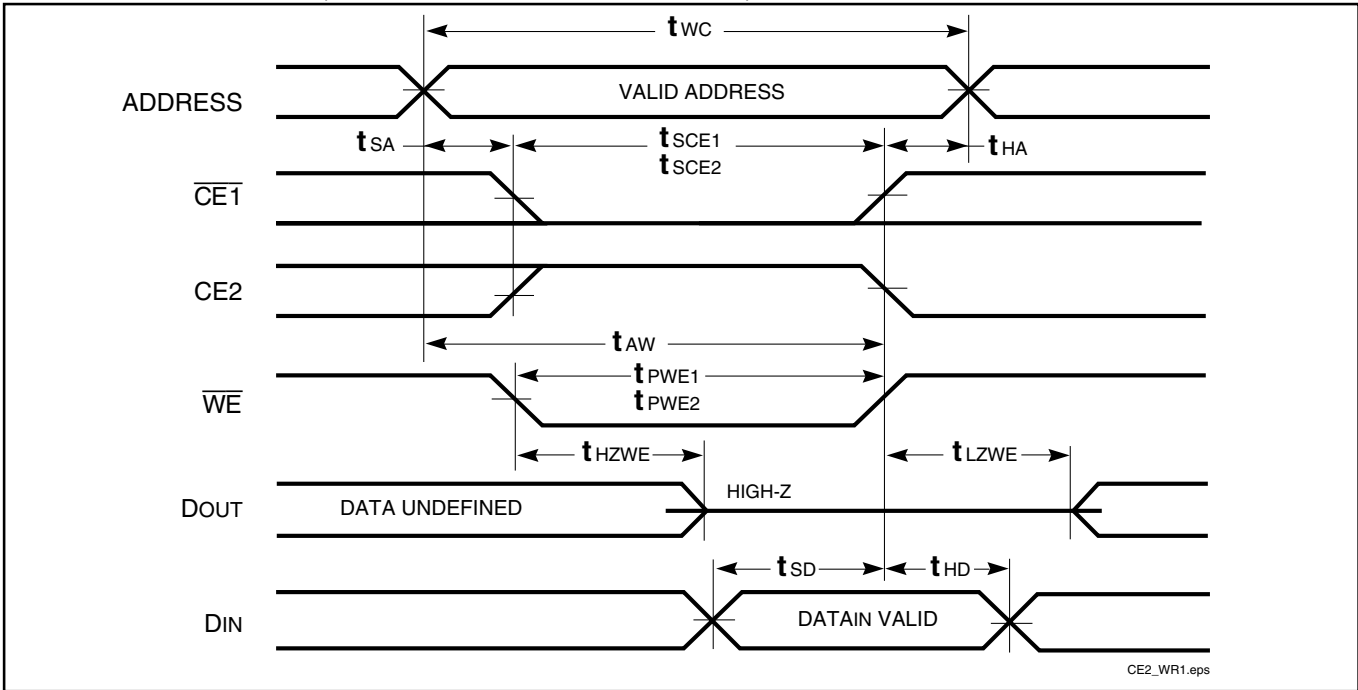 tWC
ADDRESS
VALID ADDRESS
tSA
tSCE1
tSCE2
tHA
CE1
CE2
tAW
WE
tPWE1
tPWE2
tHZWE
tLZWE
DOUT
DATA UNDEFINED
HIGH-Z
tSD
tHD
DIN
DATAIN VALID
CE2_WR1.eps